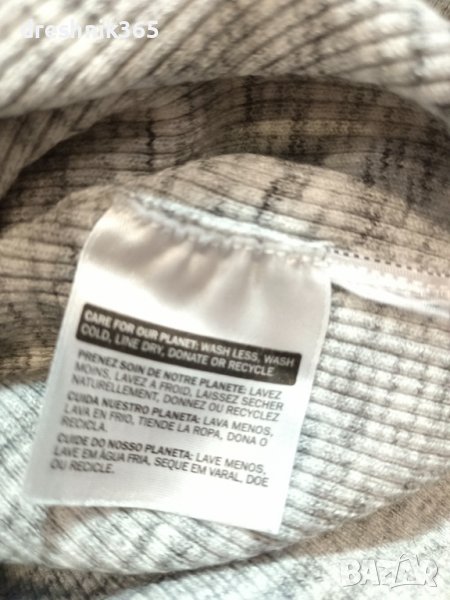 dreshnik365
CARE FOR OUR PLANET: WASH LESS, WASH
COLD, LINE DRY, DONATE OR RECYCLE
PRENEZ SOIN DE NOTRE PLANETE: LAVEZ
MOINS, LAVEZ A FROID, LAISSEZ SECHER
NATURELLEMENT, DONNEZ OU RECYCLEZ
CUIDA NUESTRO PLANETA: LAVA MENOS,
LAVA EN FRIO, TIENDE LA ROPA, DONA O
RECICLA.
CUIDE DO NOSSO PLANETA: LAVE MENOS,
LAVE EM ÁGUA FRIA, SEQUE EM VARAL, DOE
OU RECICLE.
BAZAR